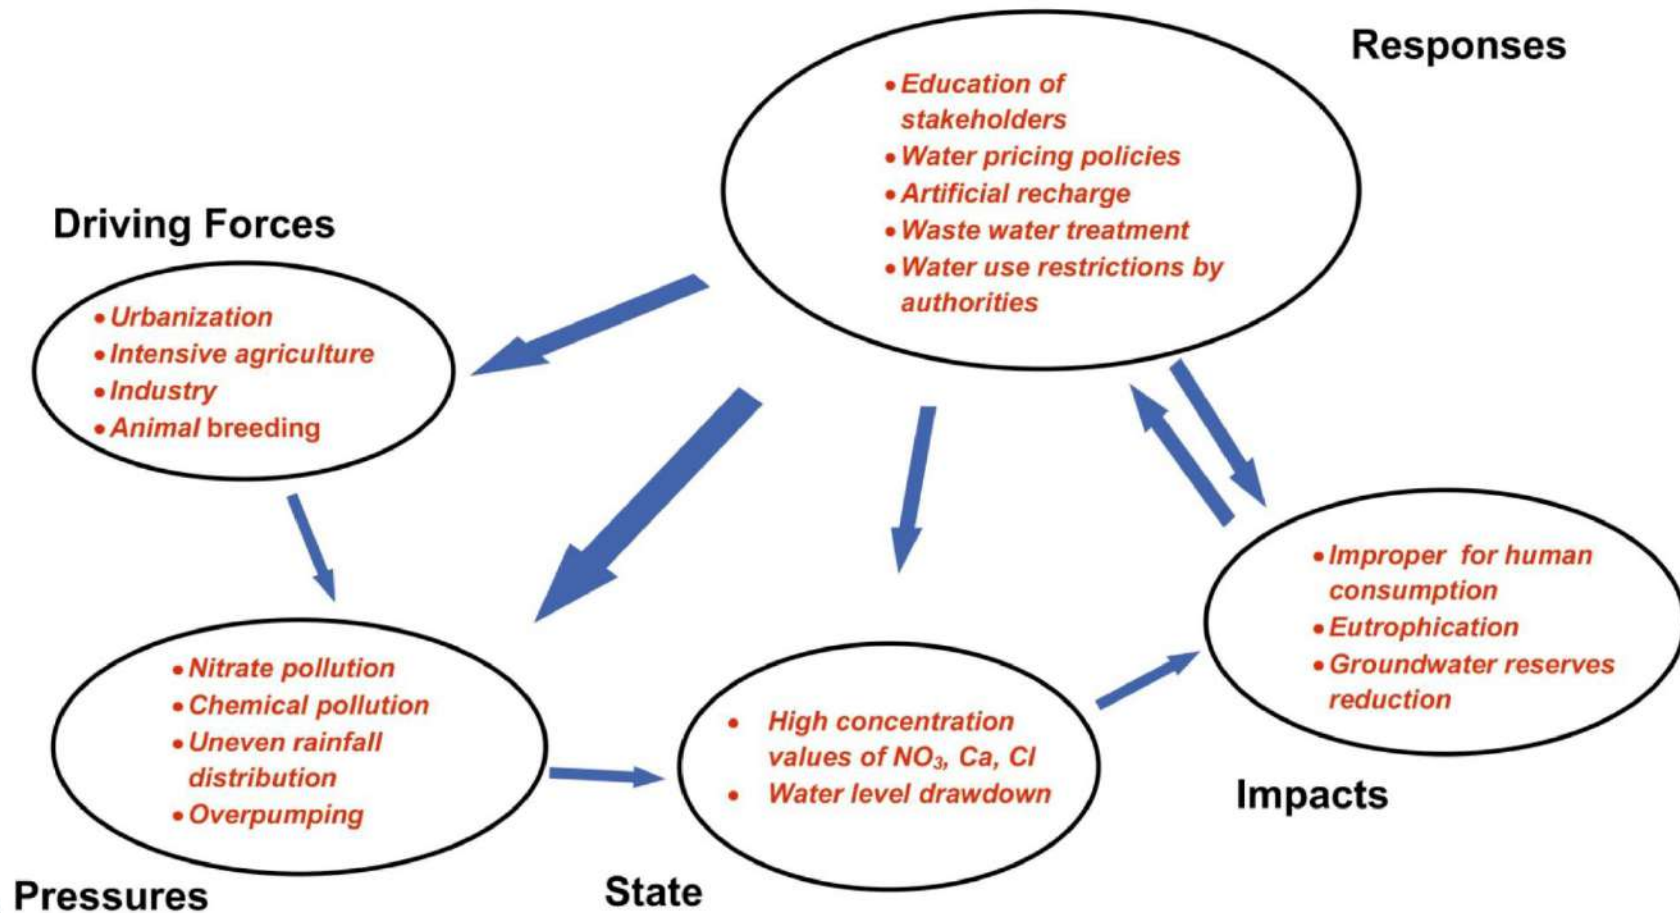 Responses
• Education of
stakeholders
• Water pricing policies
• Artificial recharge
• Waste water treatment
• Water use restrictions by
authorities
Driving Forces
• Urbanization
• Intensive agriculture
• Industry
• Animal breeding
• Nitrate pollution
• Chemical pollution
• Uneven rainfall
distribution
• Overpumping
Pressures
• High concentration
values of NO₃, Ca, Cl
• Water level drawdown
State
• Improper for human
consumption
• Eutrophication
• Groundwater reserves
reduction
Impacts